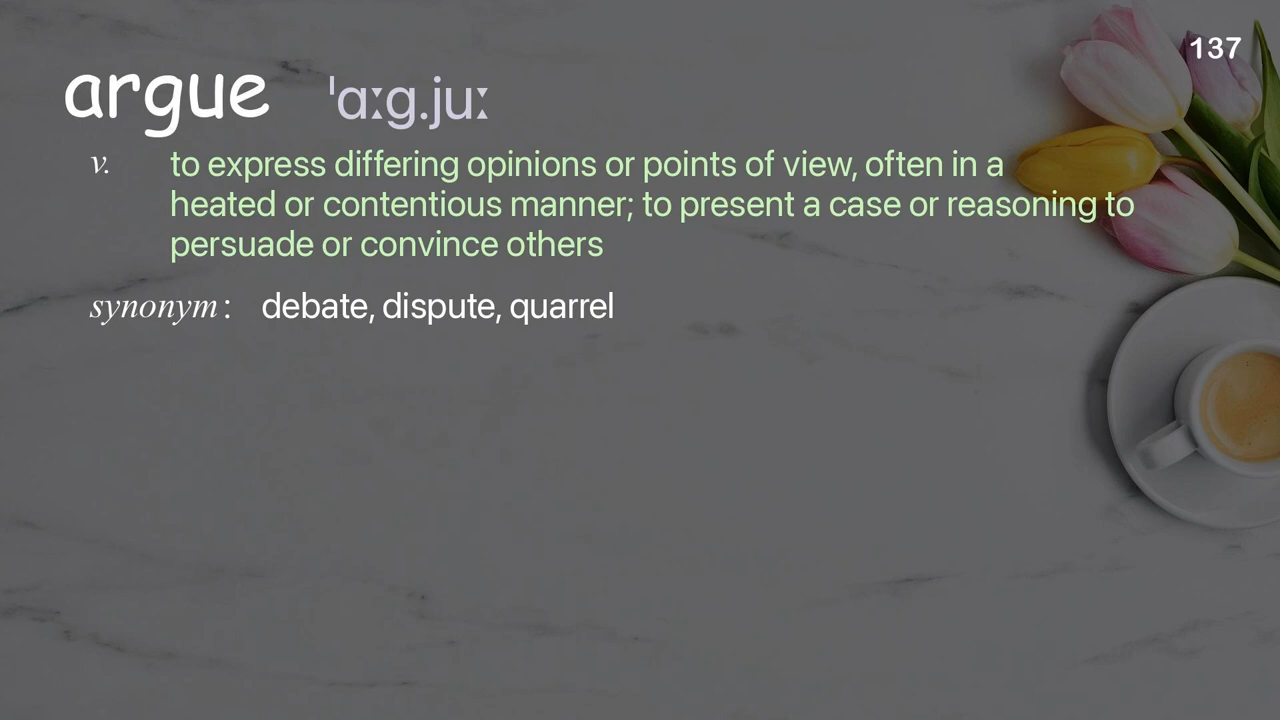 137
argue ˈɑːɡ.juː
v. to express differing opinions or points of view, often in a
heated or contentious manner; to present a case or reasoning to
persuade or convince others
synonym: debate, dispute, quarrel